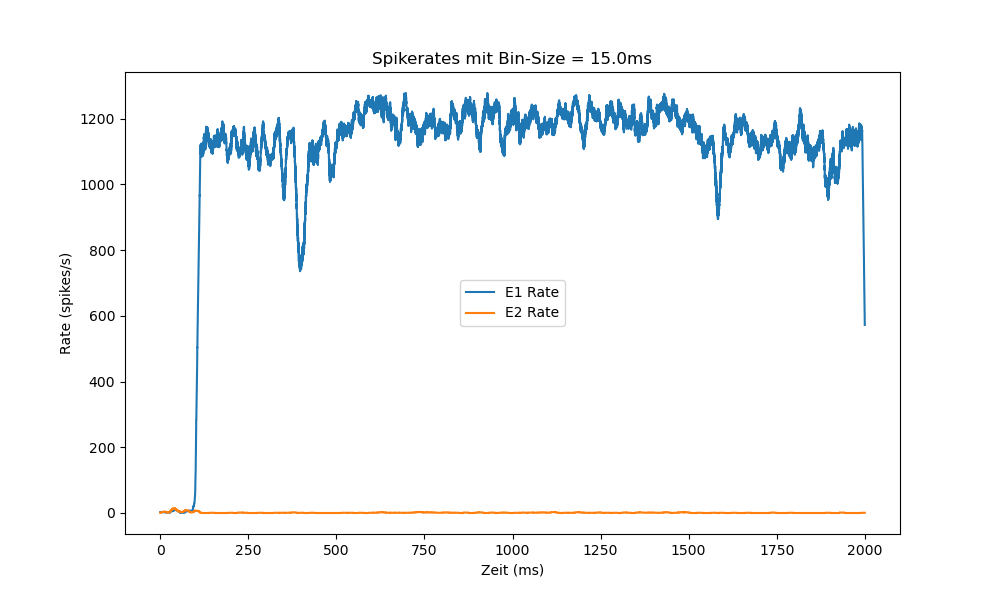 Spikerates mit Bin-Size = 15.0ms
1200
1000
800
600
400
200
0
Rate (spikes/s)
E1 Rate
E2 Rate
0 250 500 750 1000 1250 1500 1750 2000
Zeit (ms)